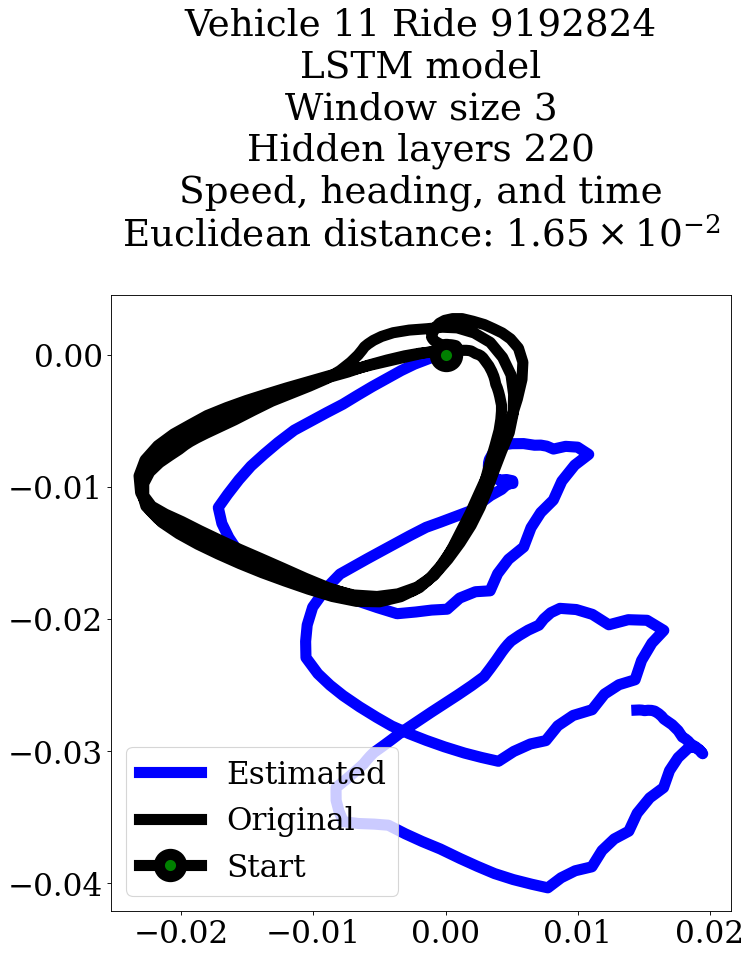 Vehicle 11 Ride 9192824
LSTM model
Window size 3
Hidden layers 220
Speed, heading, and time
Euclidean distance: 1.65 × 10⁻²
0.00
−0.01
−0.02
−0.03
−0.04
Estimated
Original
Start
−0.02 −0.01 0.00 0.01 0.02